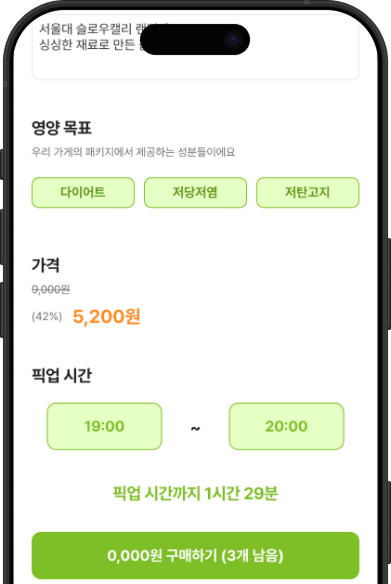 서울대 슬로우캘리
싱싱한 재료로 만든
영양 목표
우리 가게의 패키지에서 제공하는 성분들이에요
다이어트 저당저염 저탄고지
가격
9,000원
(42%) 5,200원
픽업 시간
19:00 ~ 20:00
픽업 시간까지 1시간 29분
0,000원 구매하기 (3개 남음)